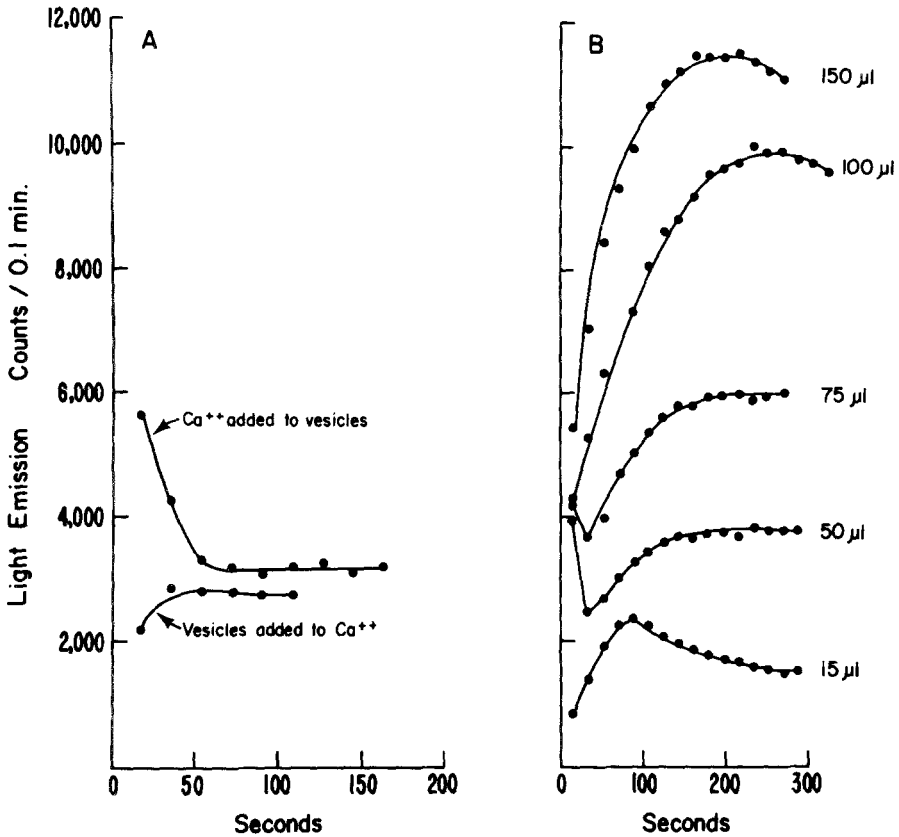 A
B
12,000
10,000
8,000
6,000
4,000
2,000
Light Emission Counts / 0.1 min.
Ca++ added to vesicles
Vesicles added to Ca++
0 50 100 150 200
Seconds
150 μl
100 μl
75 μl
50 μl
15 μl
0 100 200 300
Seconds